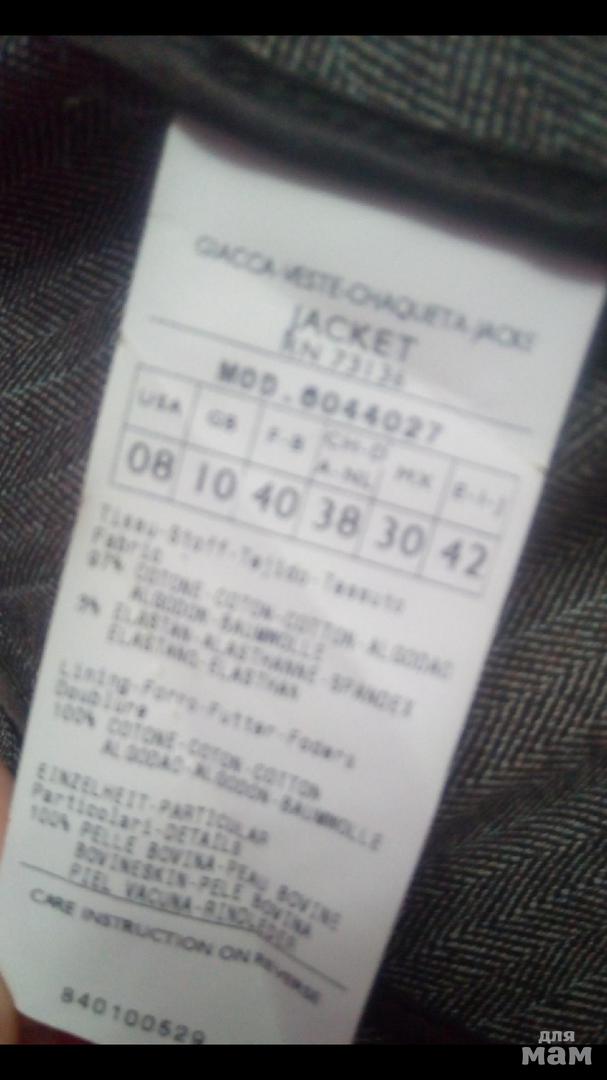 GIACCA-VESTE-CHAQUETA-JACKE
JACKET
RN 73136
MOD.6044027
USA GB F-B CH-D A-NL MX E-I-J
08 10 40 38 30 42
Tissu-Stoff-Tejido-Tessuto
Fabric
97% COTONE-COTON-COTTON-ALGODAO
ALGODON-BAUMWOLLE
3% ELASTAN-ALASTHANNE-SPANDEX
ELASTANO-ELASTHAN
Lining-Forro-Futter-Fodera
Doublure
100% COTONE-COTON-COTTON
ALGODAO-ALGODON-BAUMWOLLE
EINZELHEIT-PARTICULAR
Particolari-DETAILS
100% PELLE BOVINA-PEAU BOVINE
BOVINESKIN-PELE BOVINA
PIEL VACUNA-RINDLEDER
CARE INSTRUCTION ON REVERSE
840100529
для
мам